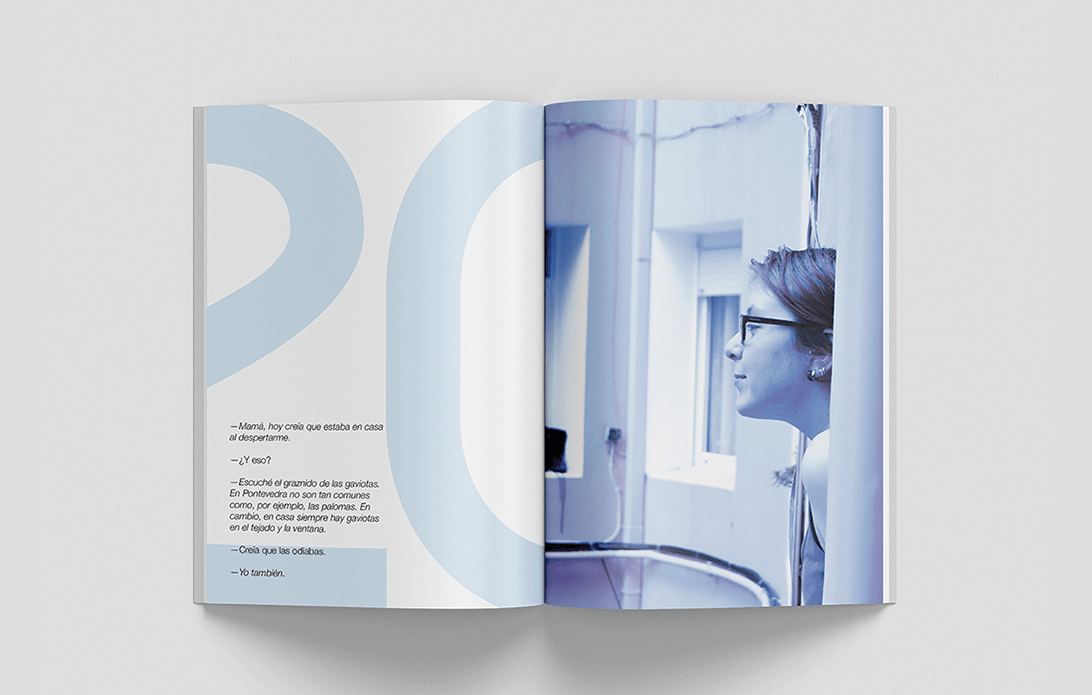 20
—Mamá, hoy creía que estaba en casa
al despertarme.
—¿Y eso?
—Escuché el graznido de las gaviotas.
En Pontevedra no son tan comunes
como, por ejemplo, las palomas. En
cambio, en casa siempre hay gaviotas
en el tejado y la ventana.
—Creía que las odiabas.
—Yo también.